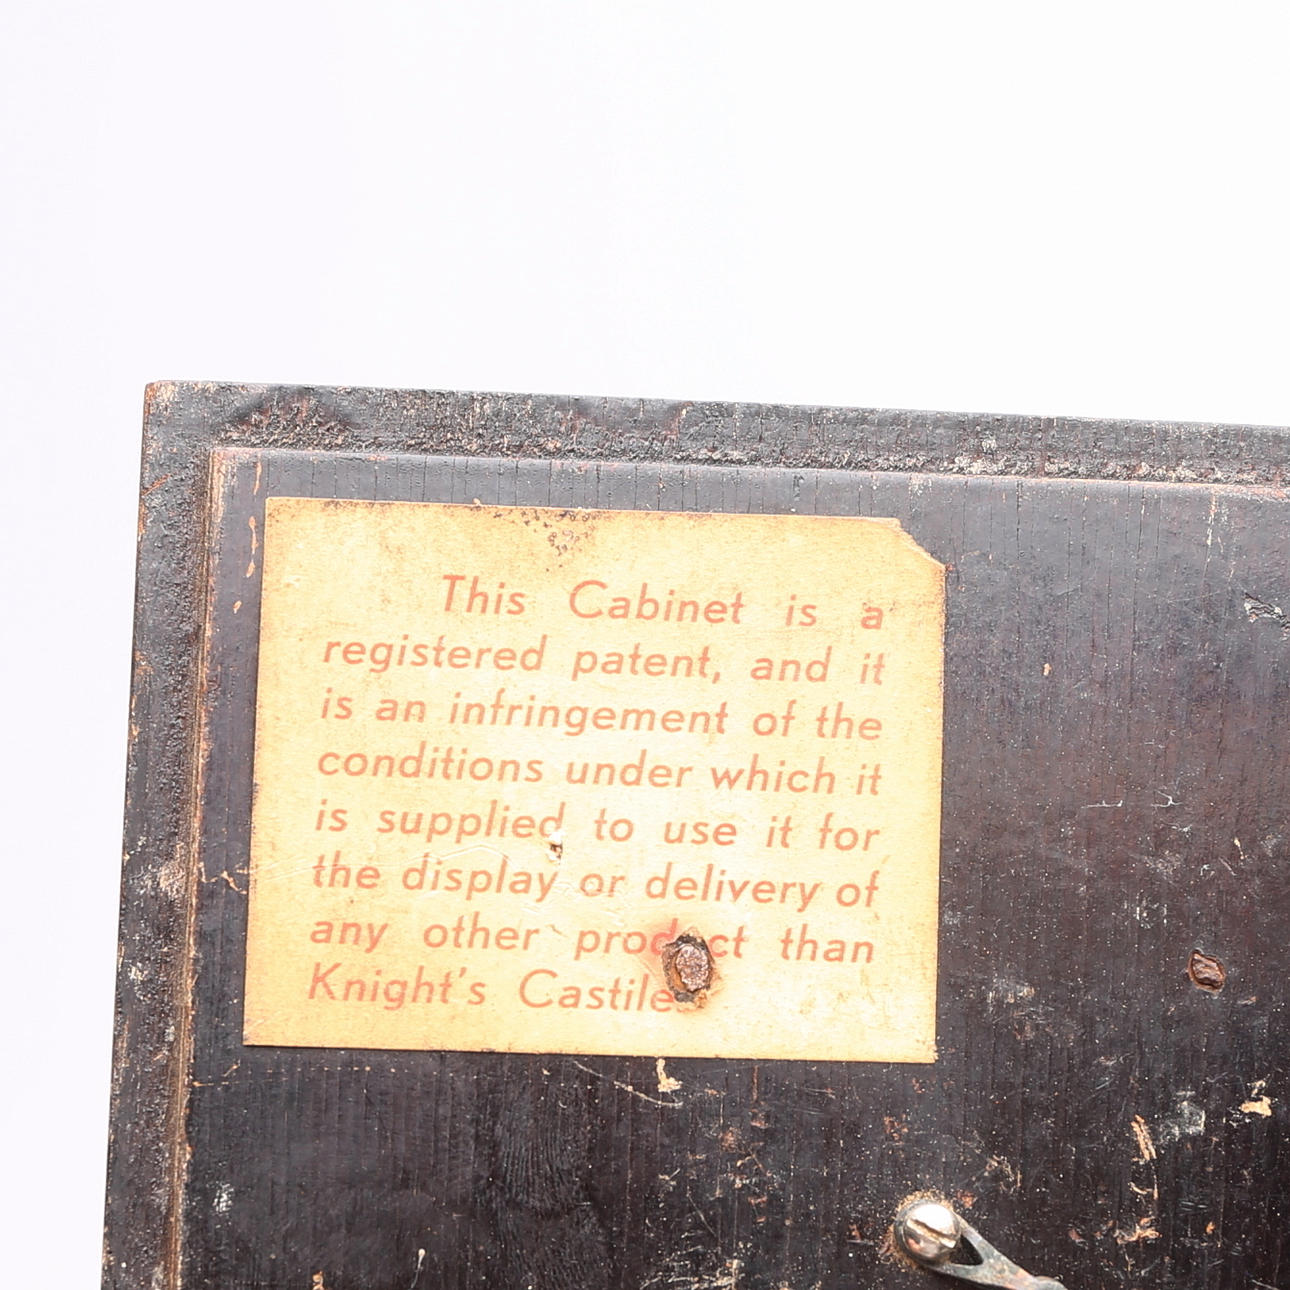 This Cabinet is a
registered patent, and it
is an infringement of the
conditions under which it
is supplied to use it for
the display or delivery of
any other product than
Knight's Castile